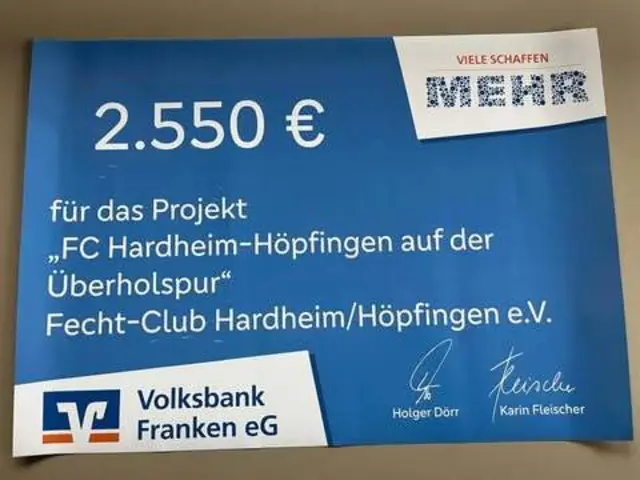 VIELE SCHAFFEN
MEHR
2.550 €
für das Projekt
„FC Hardheim-Höpfingen auf der
Überholspur“
Fecht-Club Hardheim/Höpfingen e.V.
Volksbank
Franken eG
Fleischer
Holger Dörr
Karin Fleischer